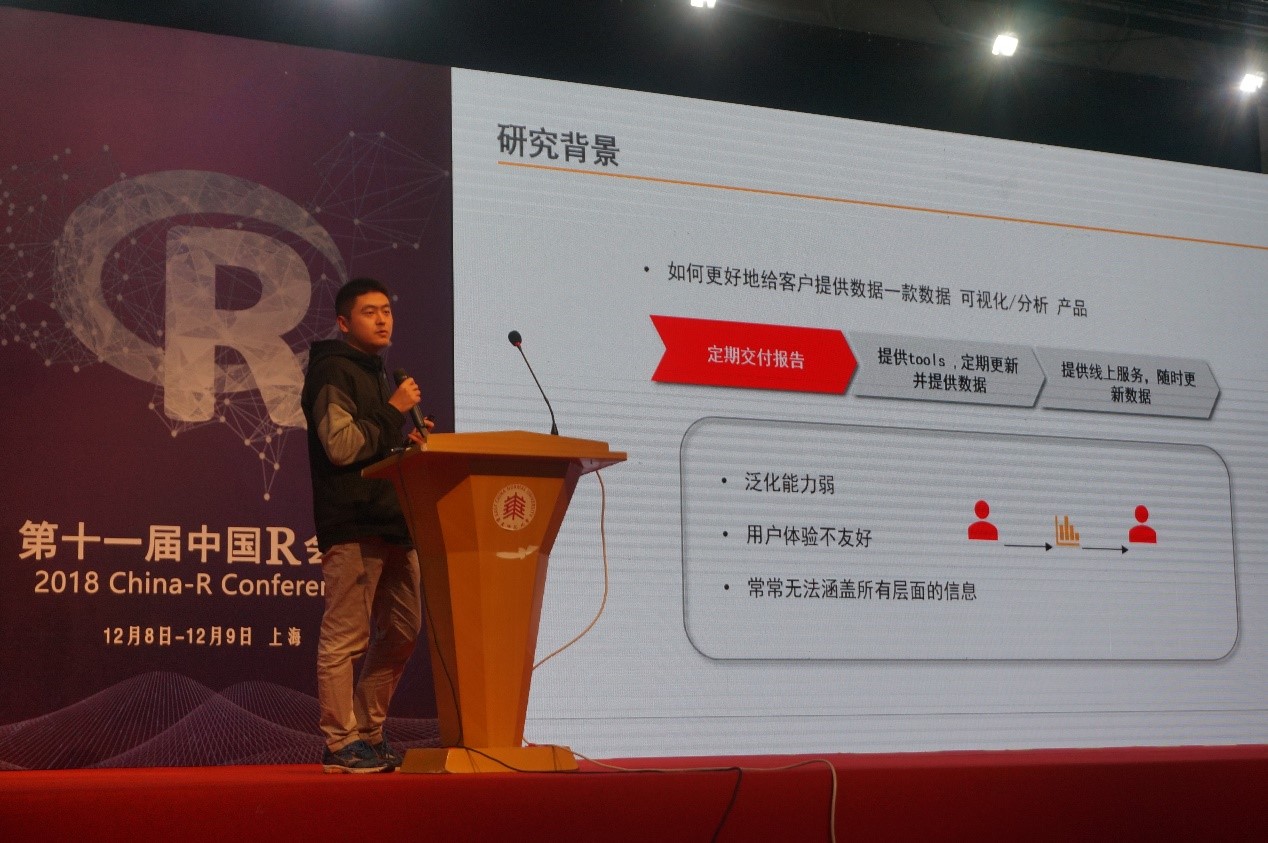 R
第十一届中国R会
2018 China-R Conferen
12月8日-12月9日 上海
研究背景
• 如何更好地给客户提供数据一款数据 可视化/分析 产品
定期交付报告
提供tools ,定期更新
并提供数据
提供线上服务，随时更
新数据
• 泛化能力弱
• 用户体验不友好
• 常常无法涵盖所有层面的信息